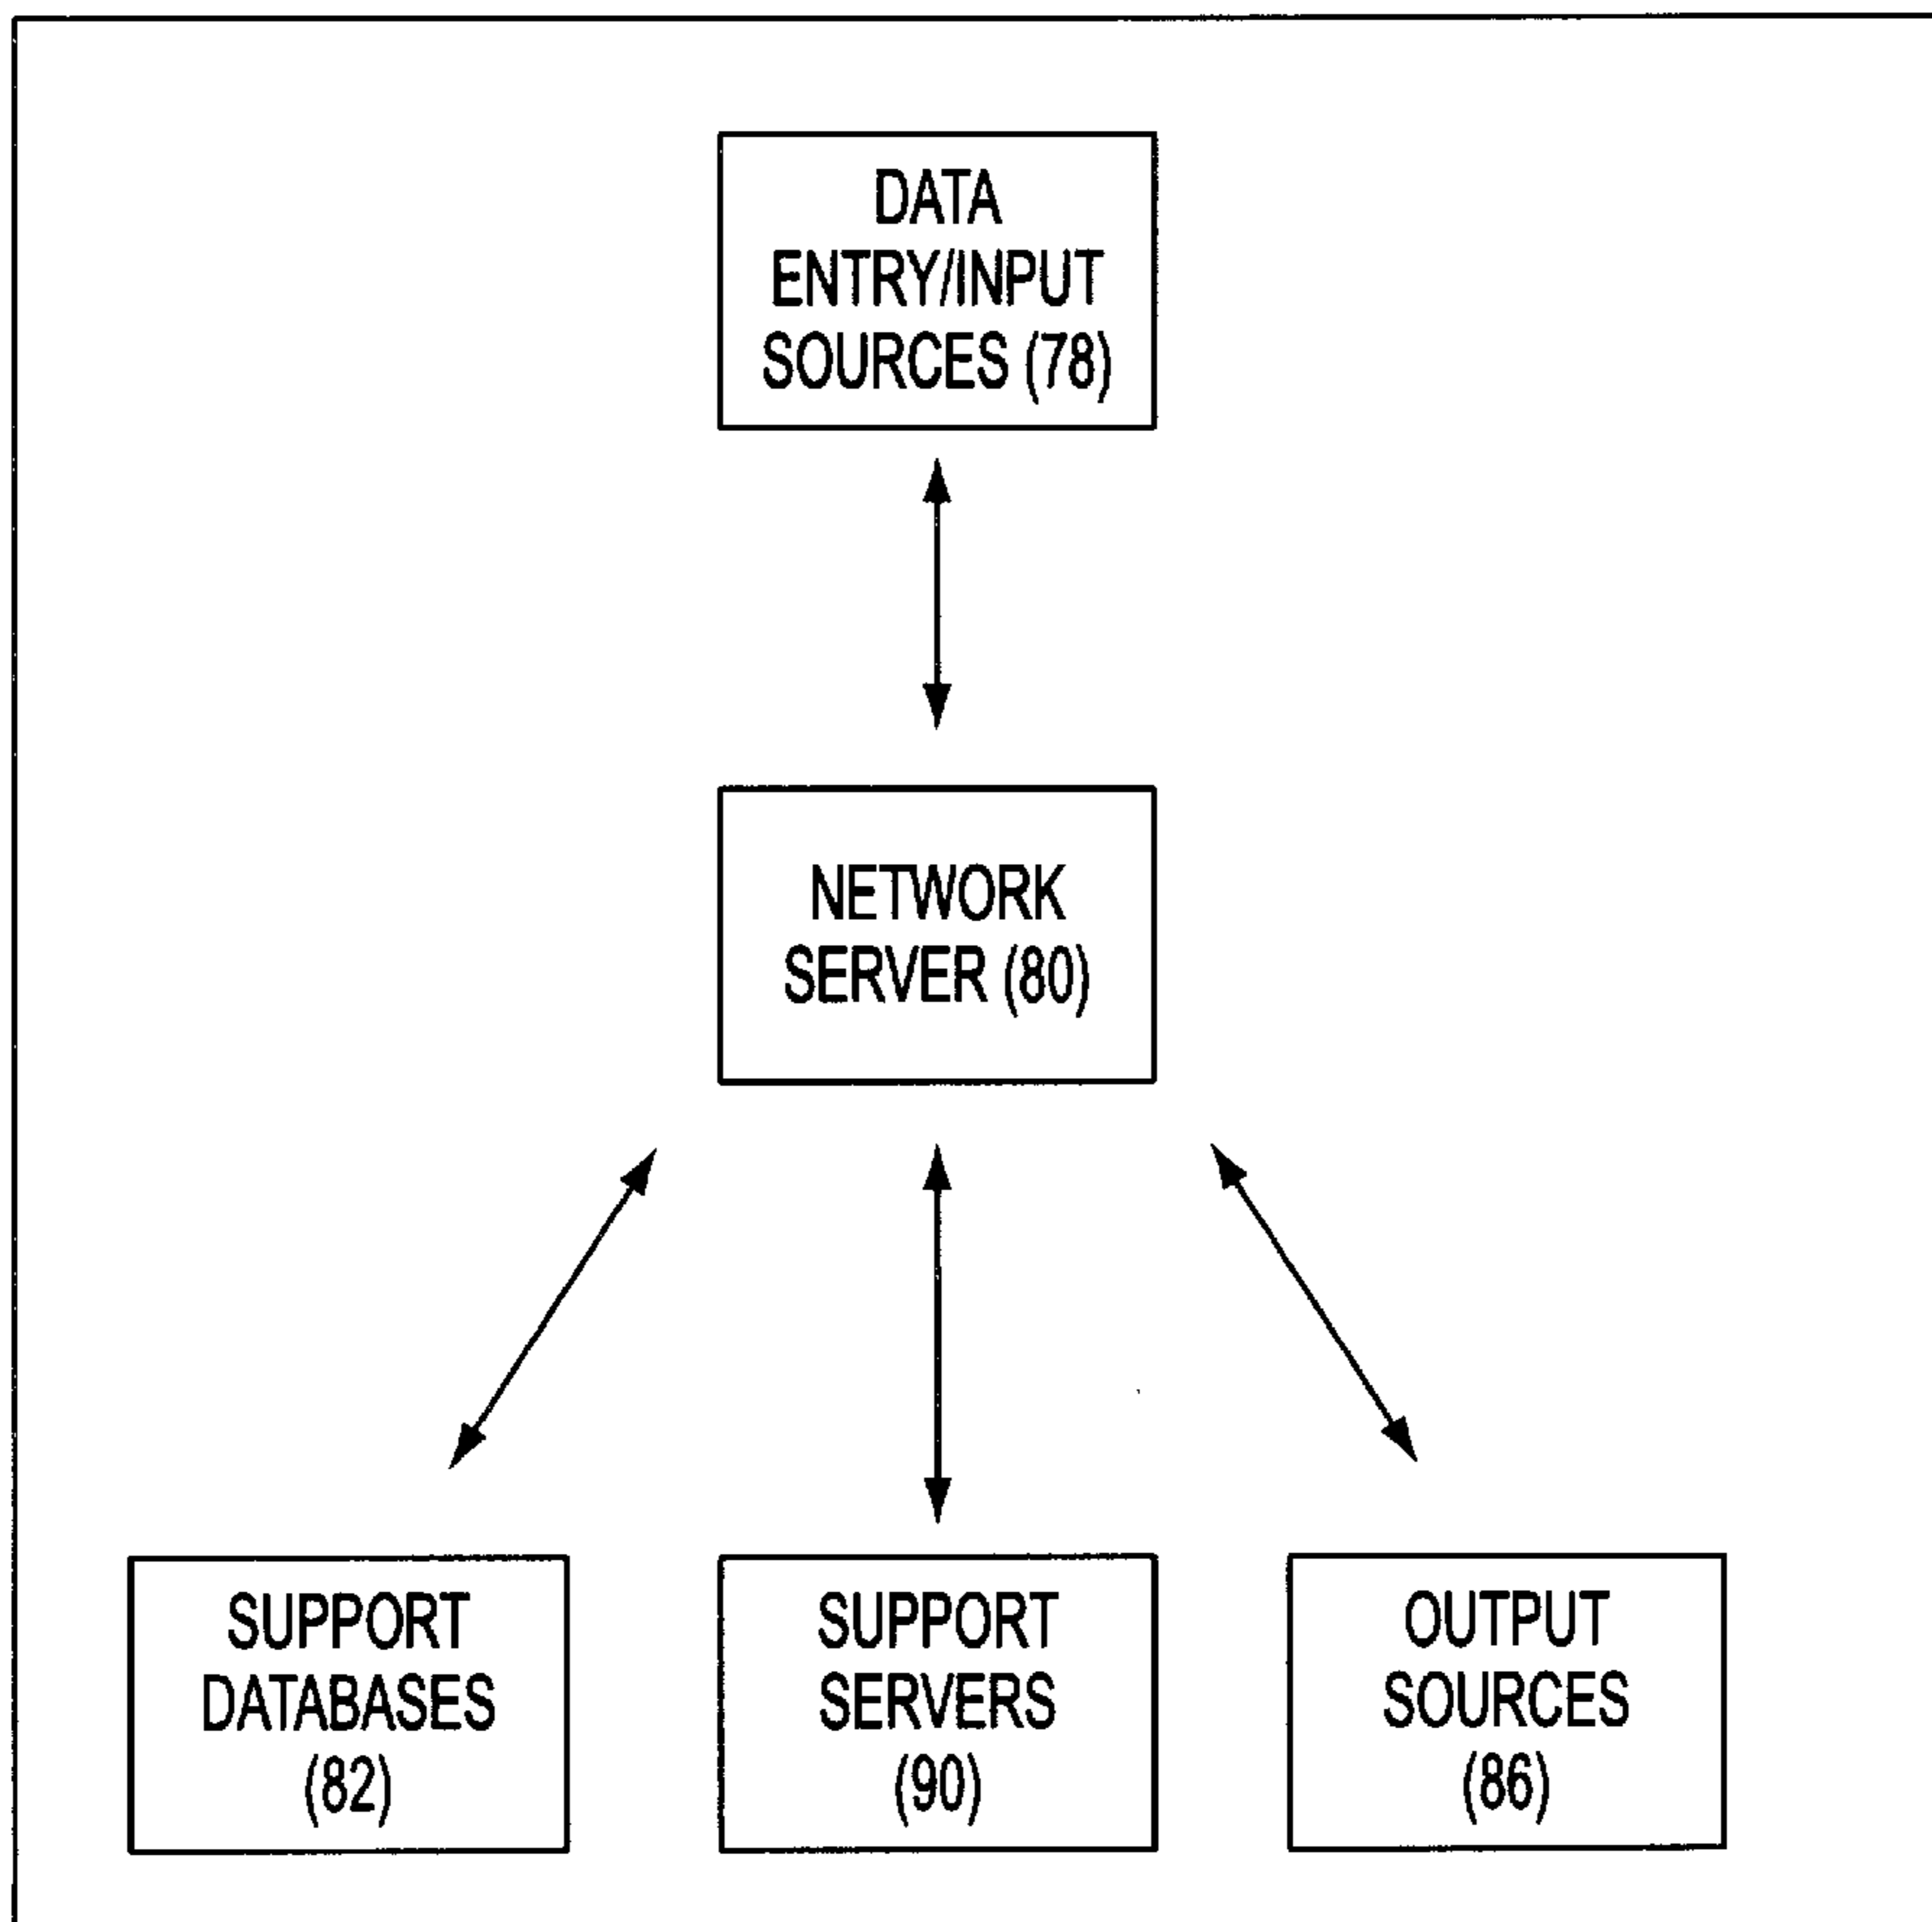 DATA
ENTRY/INPUT
SOURCES (78)
NETWORK
SERVER (80)
SUPPORT
DATABASES
(82)
SUPPORT
SERVERS
(90)
OUTPUT
SOURCES
(86)